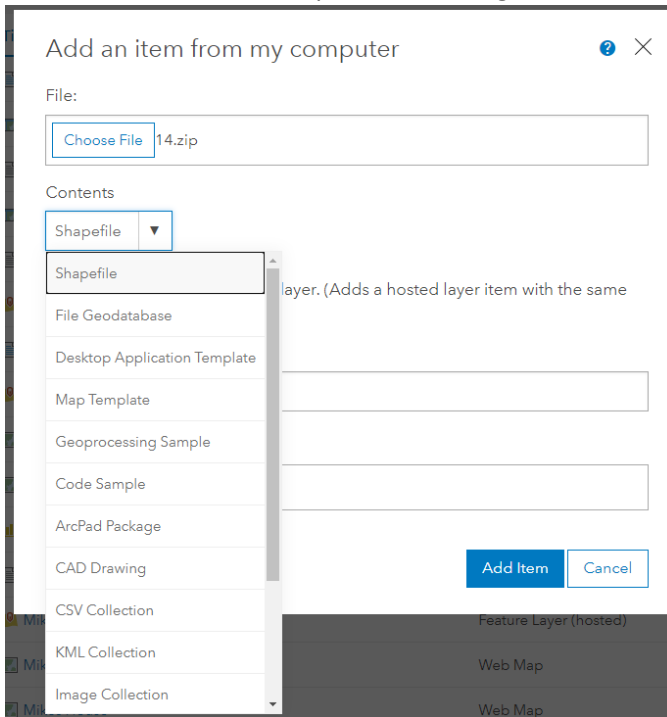 Add an item from my computer
?
File:
Choose File 14.zip
Contents
Shapefile
Shapefile
layer. (Adds a hosted layer item with the same
File Geodatabase
Desktop Application Template
Map Template
Geoprocessing Sample
Code Sample
ArcPad Package
CAD Drawing
Add Item Cancel
CSV Collection
Mik Feature Layer (hosted)
KML Collection
Mik Web Map
Image Collection
Web Map